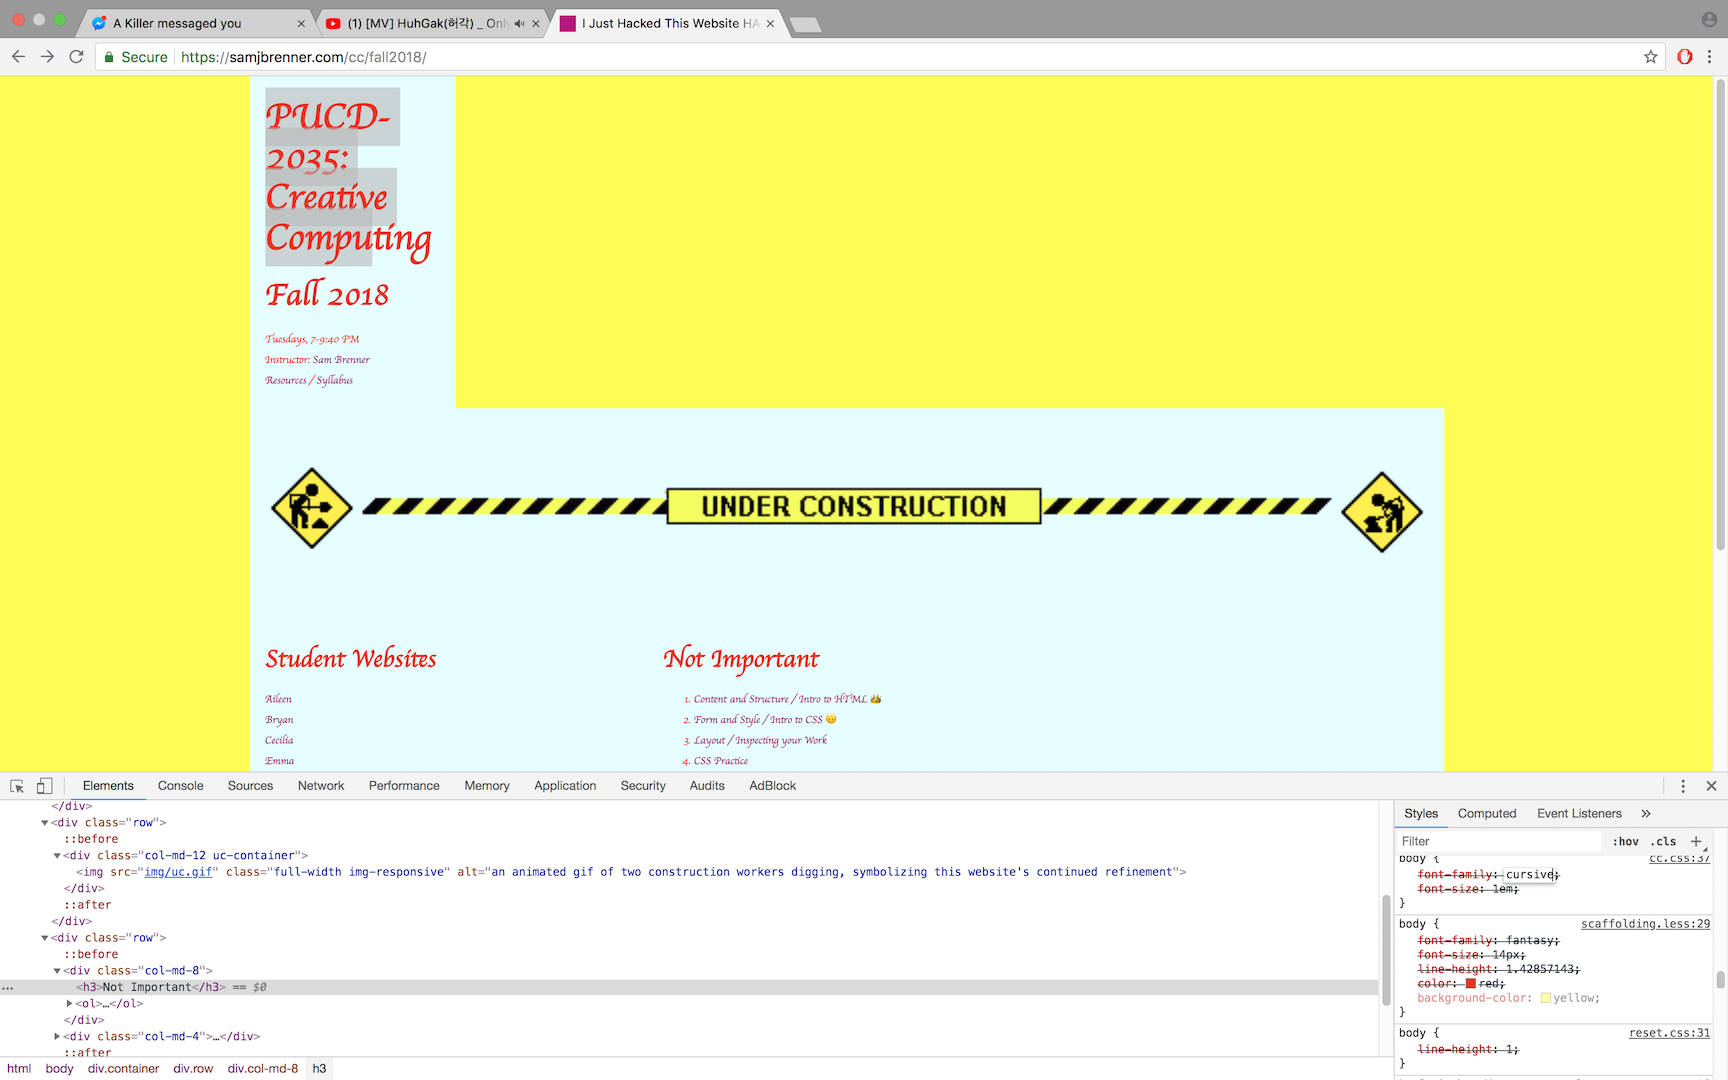 A Killer messaged you
(1) [MV] HuhGak(허각) _ Only
I Just Hacked This Website HA
Secure
https://samjbrenner.com/cc/fall2018/
PUCD-
2035:
Creative
Computing
Fall 2018
Tuesdays, 7-9:40 PM
Instructor: Sam Brenner
Resources / Syllabus
UNDER CONSTRUCTION
Student Websites
Aileen
Bryan
Cecilia
Emma
Not Important
1. Content and Structure / Intro to HTML 👑
2. Form and Style / Intro to CSS 🙃
3. Layout / Inspecting your Work
4. CSS Practice
Elements Console Sources Network Performance Memory Application Security Audits AdBlock
</div>
▼<div class="row">
::before
▼<div class="col-md-12 uc-container">
<img src="img/uc.gif" class="full-width img-responsive" alt="an animated gif of two construction workers digging, symbolizing this website's continued refinement">
</div>
::after
</div>
▼<div class="row">
::before
▼<div class="col-md-8">
... <h3>Not Important</h3> == $0
▶<ol>…</ol>
</div>
▶<div class="col-md-4">…</div>
::after
html body div.container div.row div.col-md-8 h3
Styles Computed Event Listeners »
Filter :hov .cls +
body { cc.css:37
font-family: cursive;
font-size: 1em;
}
body { scaffolding.less:29
font-family: fantasy;
font-size: 14px;
line-height: 1.42857143;
color: red;
background-color: yellow;
}
body { reset.css:31
line-height: 1;
}